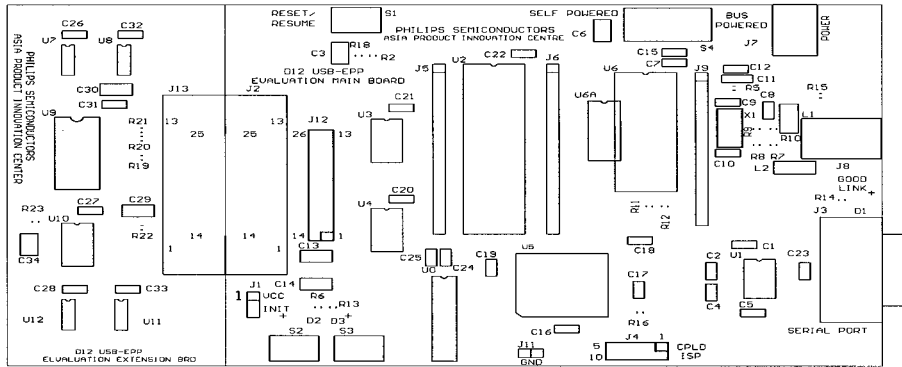 C26
C32
U7
U8
PHILIPS SEMICONDUCTORS
ASIA PRODUCT INNOVATION CENTER
C30
C31
U9
R21
R20
R19
C27
C29
R23
U10
R22
C34
C28
C33
U12
U11
D12 USB-EPP
ELVALUATION EXTENSION BRD
RESET/
RESUME
S1
PHILIPS SEMICONDUCTORS
ASIA PRODUCT INNOVATION CENTRE
SELF POWERED
BUS
POWERED
POWER
C6
S4
J7
C3
R18
R2
D12 USB-EPP
EVALUATION MAIN BOARD
J13
J2
J12
13
25
25
13
26
13
14
14
14
1
1
1
U3
C21
C20
U4
J5
U2
C22
J6
U6A
U6
C15
C7
J9
C12
C11
R5
C9
C8
X1
L1
R9
R10
C10
R8
R7
L2
R15
J8
GOOD
LINK
+
R14
J3
D1
R11
R12
C13
C14
J1
1
VCC
INIT
R6
R13
D2
D3
+
+
S2
S3
C25
U0
C24
C19
U5
C18
C17
R16
C16
C2
C4
U1
C1
C5
C23
SERIAL PORT
J11
GND
J4
5
10
1
CPLD
ISP